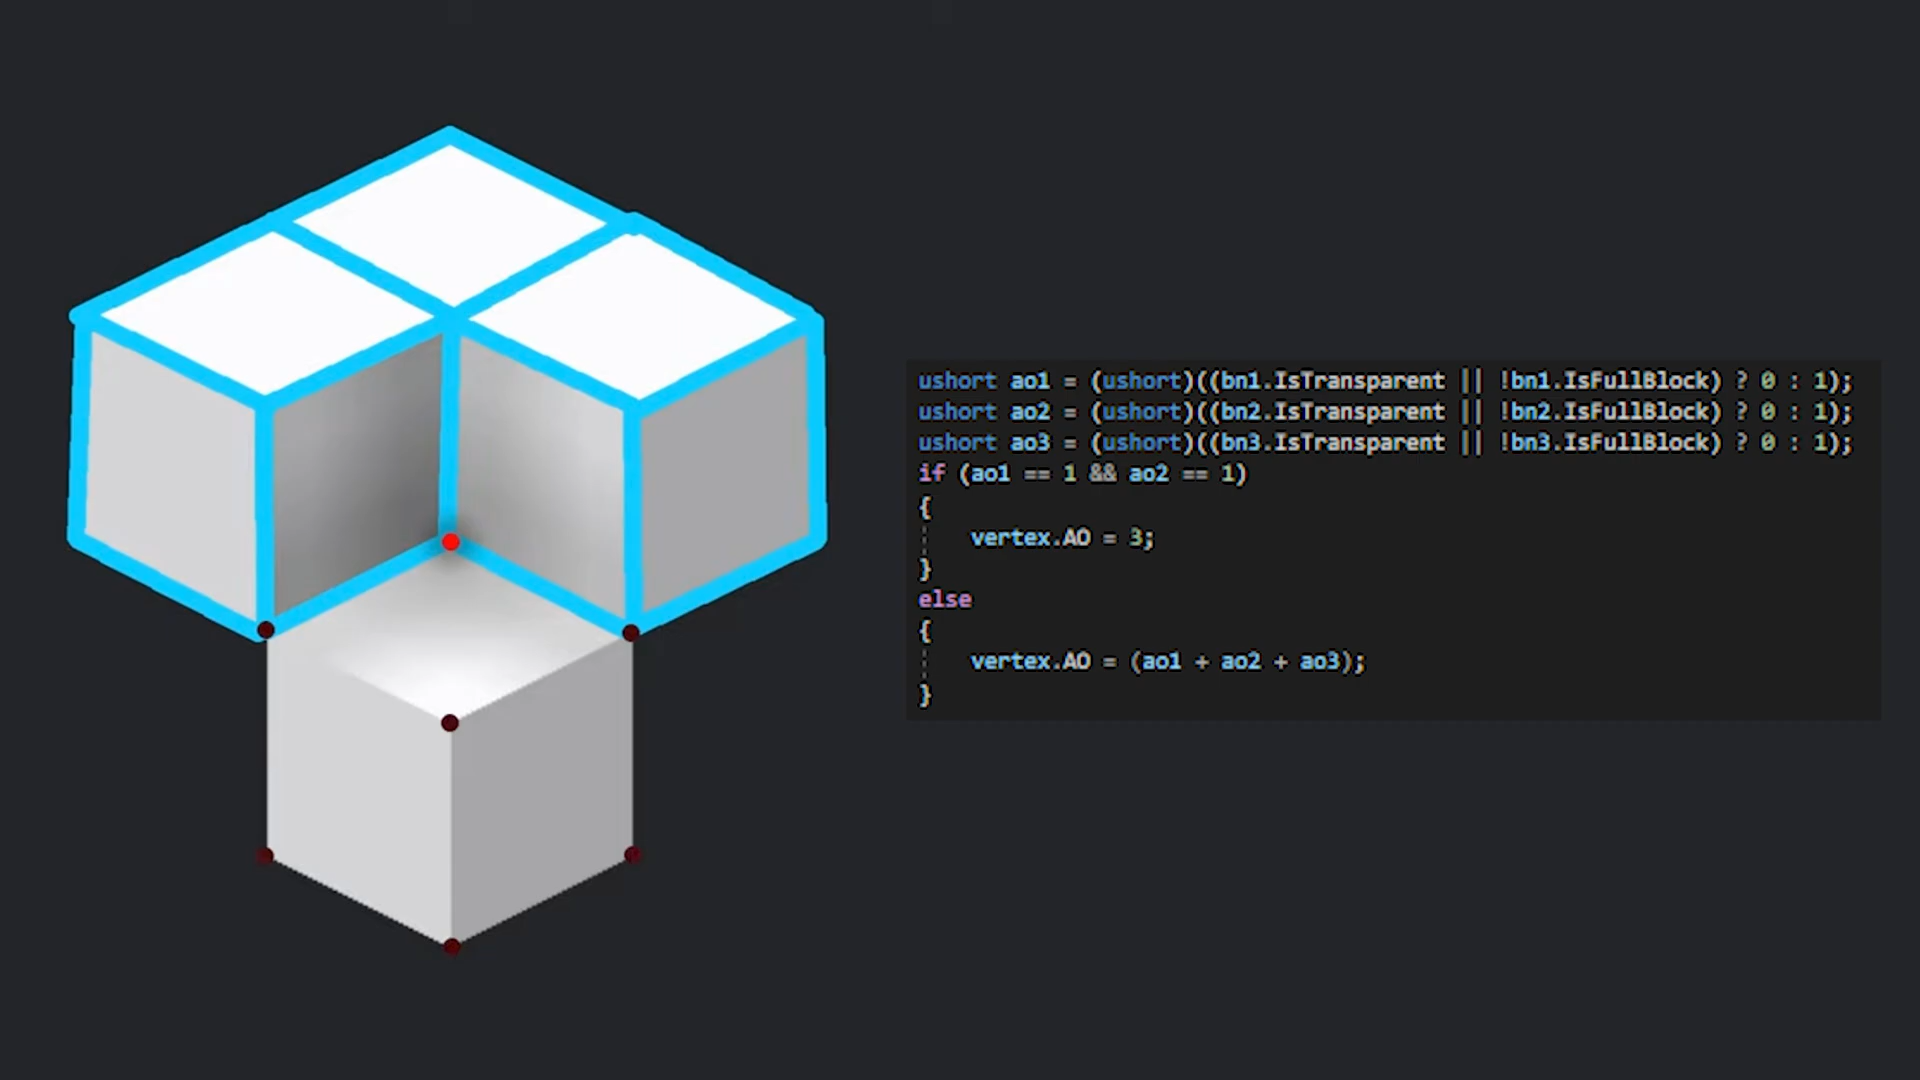 ushort ao1 = (ushort)((bn1.IsTransparent || !bn1.IsFullBlock) ? 0 : 1);
ushort ao2 = (ushort)((bn2.IsTransparent || !bn2.IsFullBlock) ? 0 : 1);
ushort ao3 = (ushort)((bn3.IsTransparent || !bn3.IsFullBlock) ? 0 : 1);
if (ao1 == 1 && ao2 == 1)
{
vertex.AO = 3;
}
else
{
vertex.AO = (ao1 + ao2 + ao3);
}